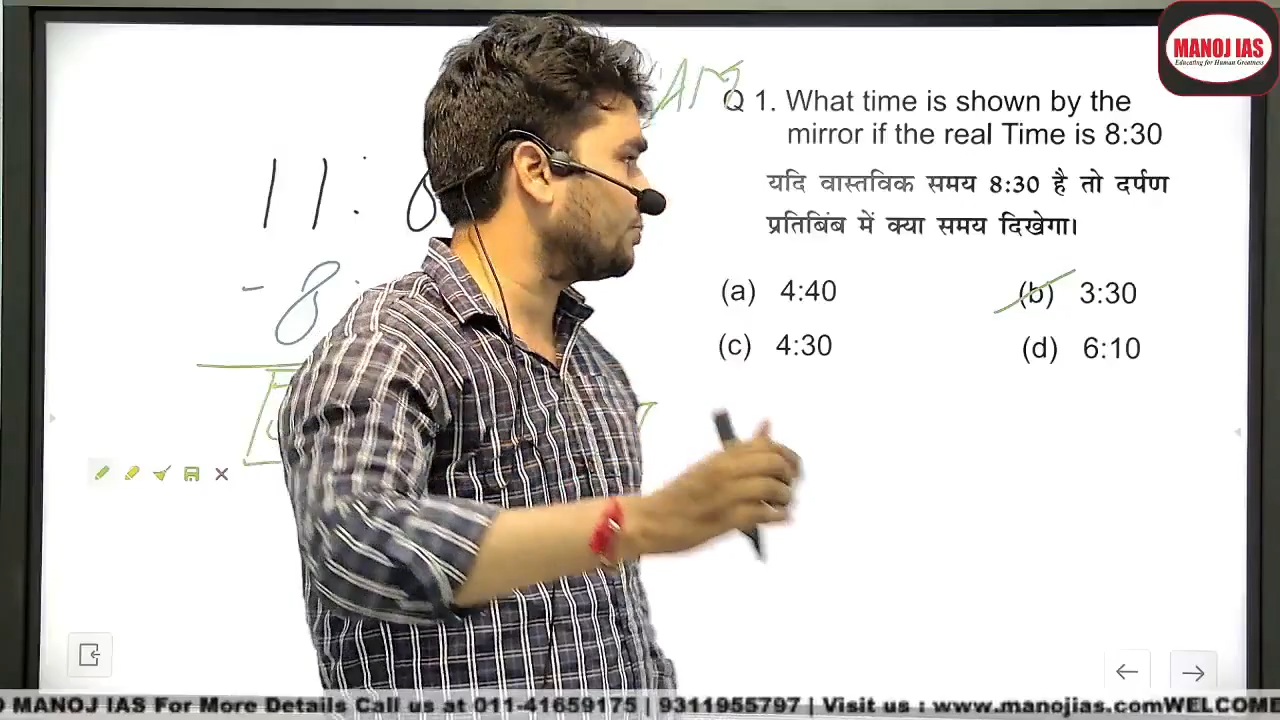 MANOJ IAS
Educating for Human Greatness
Q 1. What time is shown by the
mirror if the real Time is 8:30
यदि वास्तविक समय 8:30 है तो दर्पण
प्रतिबिंब में क्या समय दिखेगा।
(a) 4:40
(b) 3:30
(c) 4:30
(d) 6:10
11:
-8:
MANOJ IAS For More Details Call us at 011-41659175 | 9311955797 | Visit us : www.manojias.comWELCOME